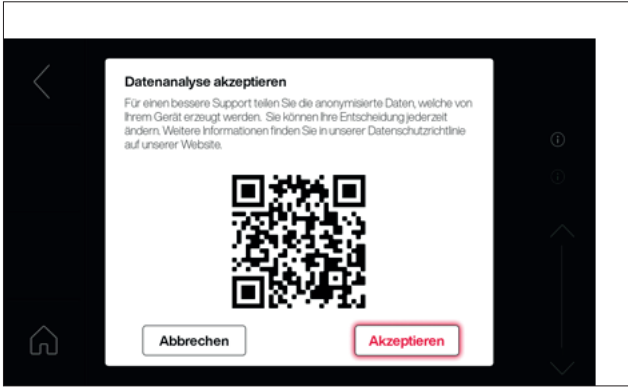 Datenanalyse akzeptieren
Für einen bessere Support teilen Sie die anonymisierte Daten, welche von
Ihrem Gerät erzeugt werden. Sie können Ihre Entscheidung jederzeit
ändern. Weitere Informationen finden Sie in unserer Datenschutzrichtlinie
auf unserer Website.
Abbrechen
Akzeptieren